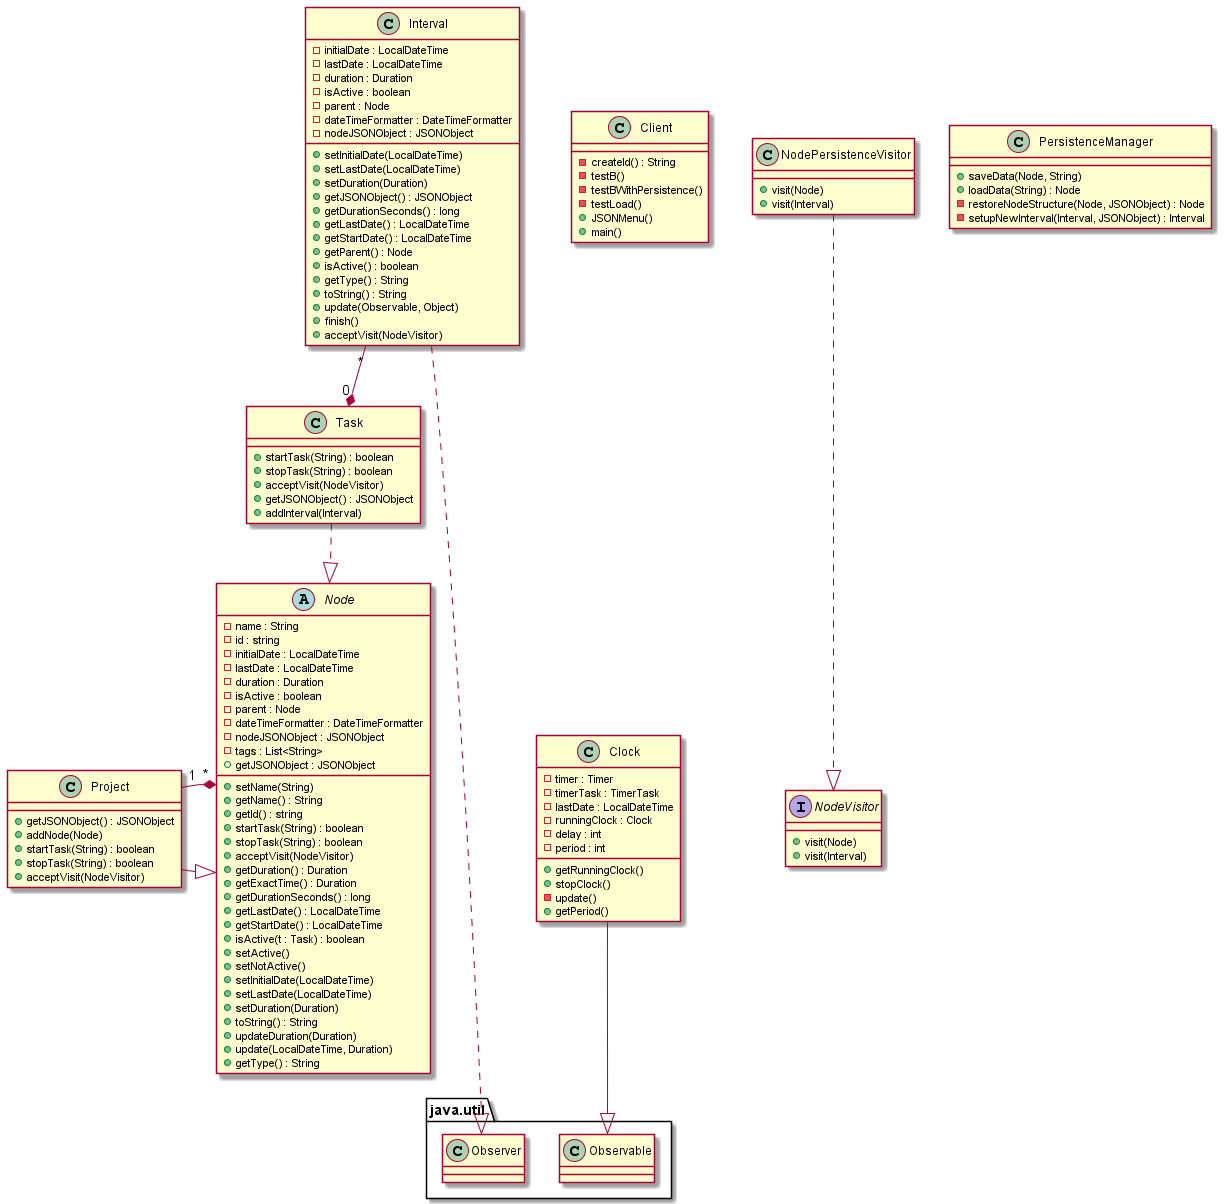 C Interval
initialDate : LocalDateTime
lastDate : LocalDateTime
duration : Duration
isActive : boolean
parent : Node
dateTimeFormatter : DateTimeFormatter
nodeJSONObject : JSONObject
setInitialDate(LocalDateTime)
setLastDate(LocalDateTime)
setDuration(Duration)
getJSONObject() : JSONObject
getDurationSeconds() : long
getLastDate() : LocalDateTime
getStartDate() : LocalDateTime
getParent() : Node
isActive() : boolean
getType() : String
toString() : String
update(Observable, Object)
finish()
acceptVisit(NodeVisitor)
C Client
createId() : String
testB()
testBWithPersistence()
testLoad()
JSONMenu()
main()
C NodePersistenceVisitor
visit(Node)
visit(Interval)
C PersistenceManager
saveData(Node, String)
loadData(String) : Node
restoreNodeStructure(Node, JSONObject) : Node
setupNewInterval(Interval, JSONObject) : Interval
*
0
C Task
startTask(String) : boolean
stopTask(String) : boolean
acceptVisit(NodeVisitor)
getJSONObject() : JSONObject
addInterval(Interval)
A Node
name : String
id : string
initialDate : LocalDateTime
lastDate : LocalDateTime
duration : Duration
isActive : boolean
parent : Node
dateTimeFormatter : DateTimeFormatter
nodeJSONObject : JSONObject
tags : List<String>
getJSONObject : JSONObject
setName(String)
getName() : String
getId() : string
startTask(String) : boolean
stopTask(String) : boolean
acceptVisit(NodeVisitor)
getDuration() : Duration
getExactTime() : Duration
getDurationSeconds() : long
getLastDate() : LocalDateTime
getStartDate() : LocalDateTime
isActive(t : Task) : boolean
setActive()
setNotActive()
setInitialDate(LocalDateTime)
setLastDate(LocalDateTime)
setDuration(Duration)
toString() : String
updateDuration(Duration)
update(LocalDateTime, Duration)
getType() : String
1 *
C Project
getJSONObject() : JSONObject
addNode(Node)
startTask(String) : boolean
stopTask(String) : boolean
acceptVisit(NodeVisitor)
C Clock
timer : Timer
timerTask : TimerTask
lastDate : LocalDateTime
runningClock : Clock
delay : int
period : int
getRunningClock()
stopClock()
update()
getPeriod()
I NodeVisitor
visit(Node)
visit(Interval)
java.util
C Observer
C Observable